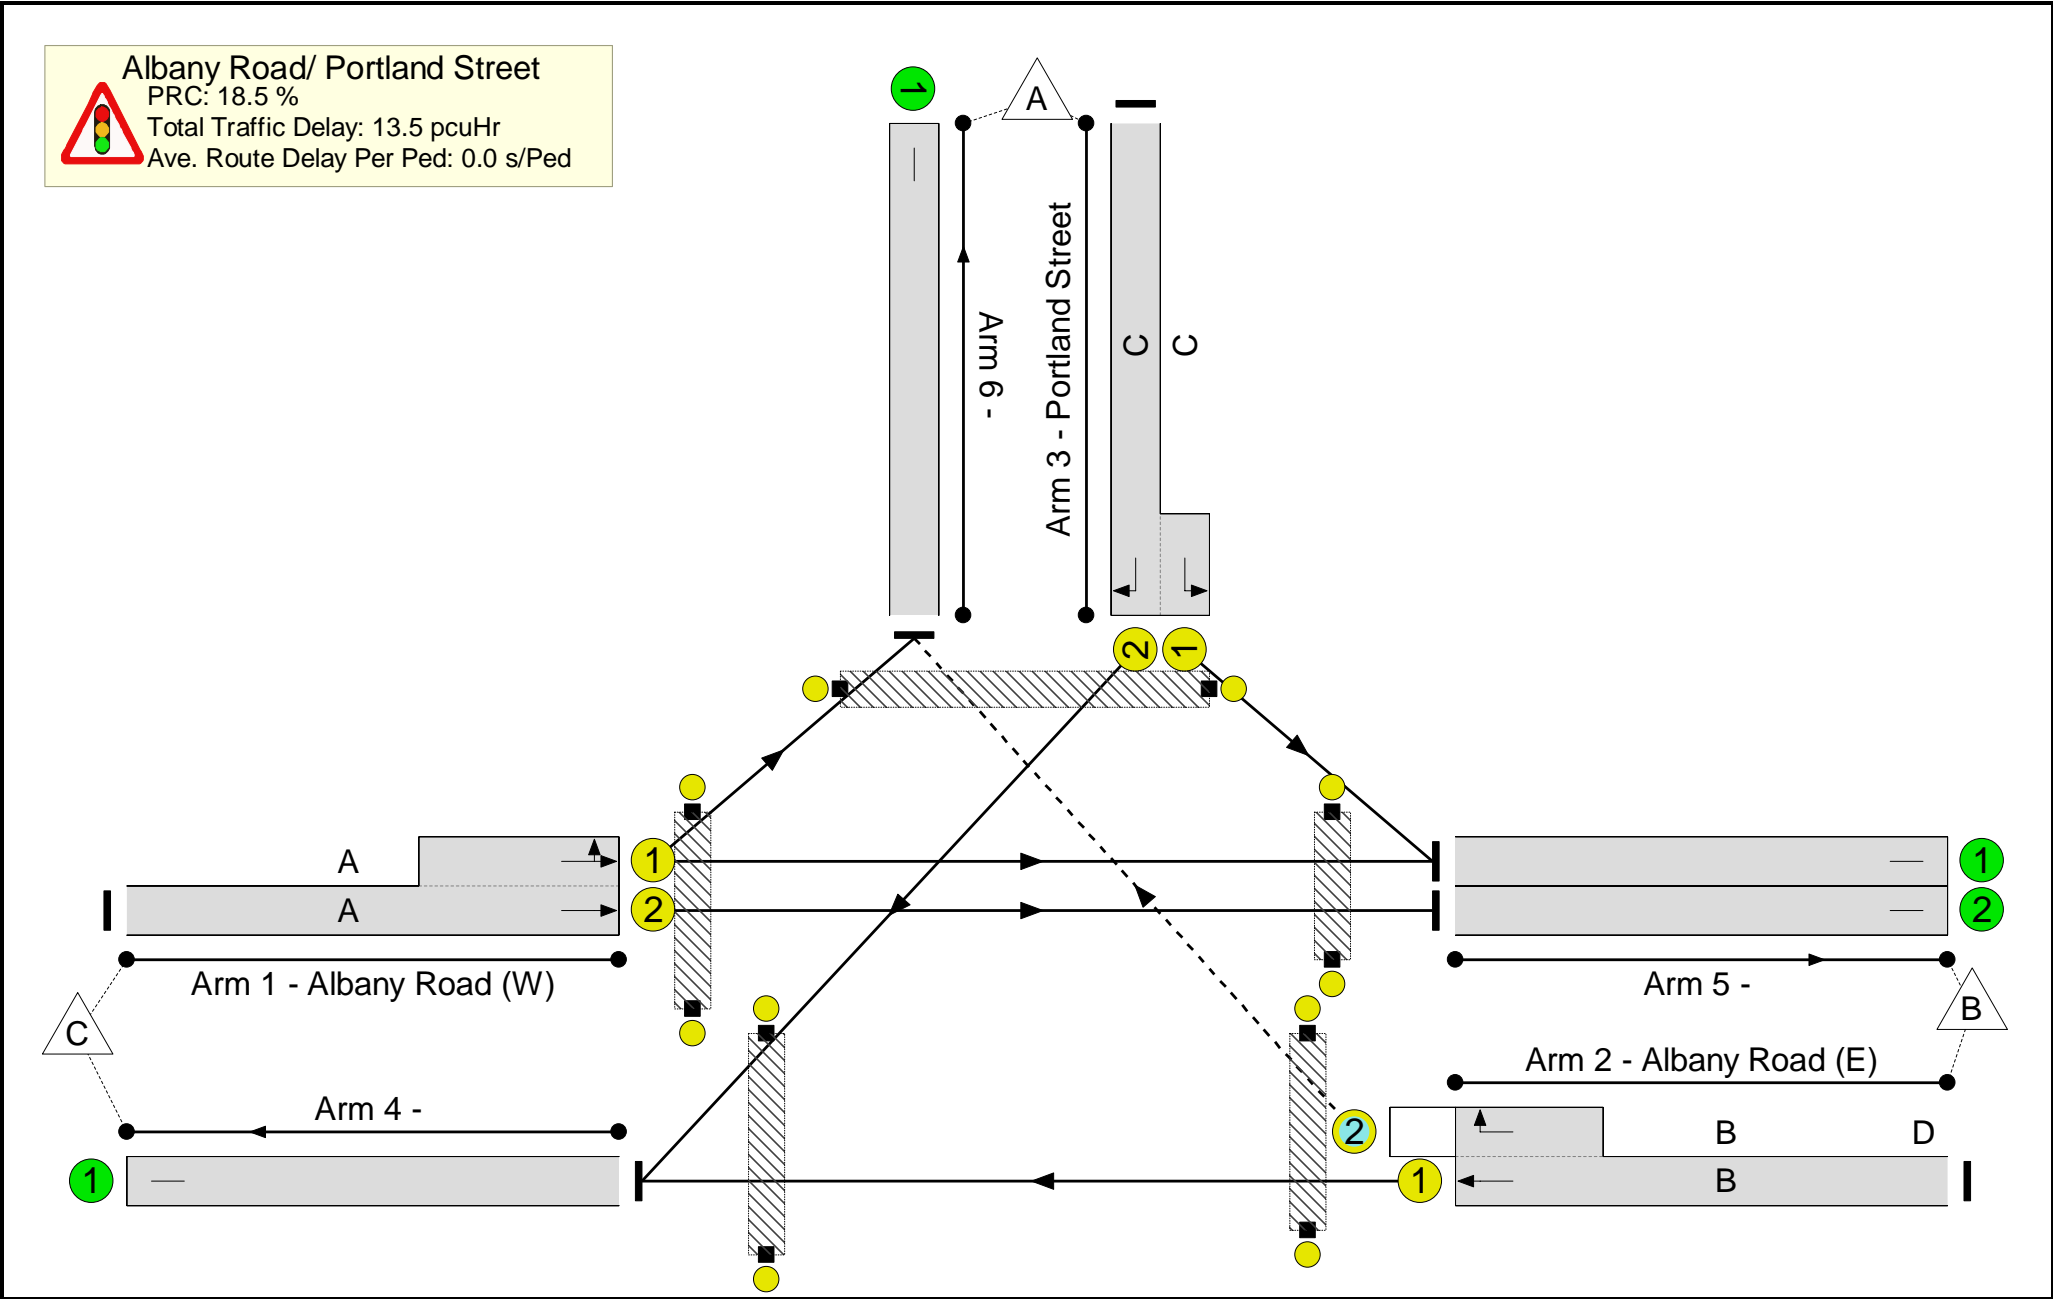 Albany Road/ Portland Street
PRC: 18.5 %
Total Traffic Delay: 13.5 pcuHr
Ave. Route Delay Per Ped: 0.0 s/Ped
1
A
Arm 6 -
Arm 3 - Portland Street
C
C
2
1
A
1
A
2
Arm 1 - Albany Road (W)
C
Arm 4 -
1
1
2
Arm 5 -
B
Arm 2 - Albany Road (E)
2
B
D
1
B